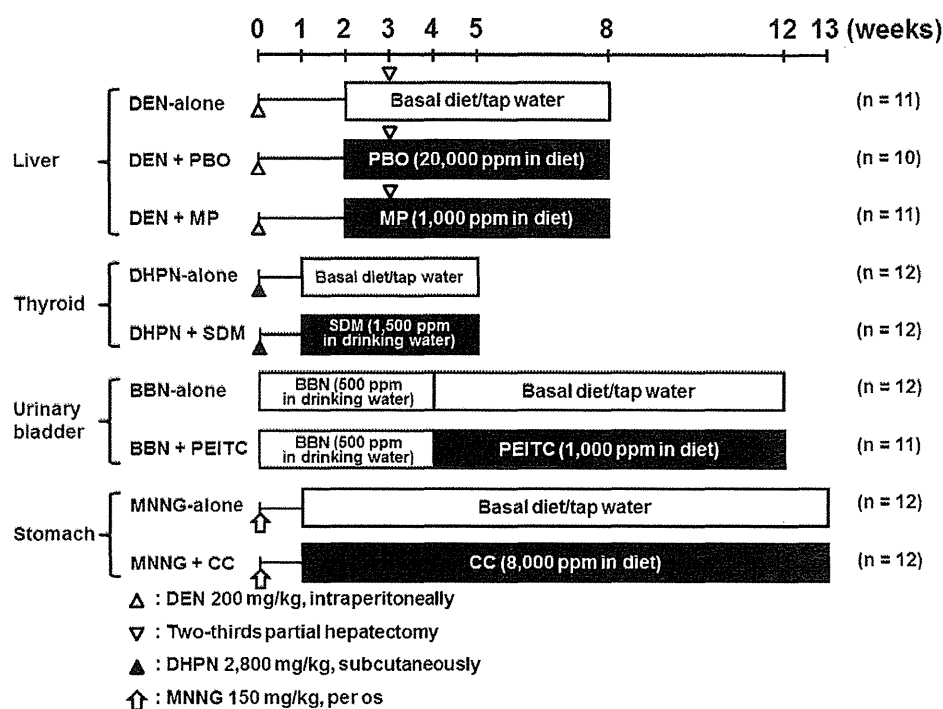 0 1 2 3 4 5 8 12 13 (weeks)
Liver
DEN-alone Basal diet/tap water (n = 11)
DEN + PBO PBO (20,000 ppm in diet) (n = 10)
DEN + MP MP (1,000 ppm in diet) (n = 11)
Thyroid
DHPN-alone Basal diet/tap water (n = 12)
DHPN + SDM SDM (1,500 ppm
in drinking water) (n = 12)
Urinary
bladder
BBN-alone BBN (500 ppm
in drinking water) Basal diet/tap water (n = 12)
BBN + PEITC BBN (500 ppm
in drinking water) PEITC (1,000 ppm in diet) (n = 11)
Stomach
MNNG-alone Basal diet/tap water (n = 12)
MNNG + CC CC (8,000 ppm in diet) (n = 12)
△ : DEN 200 mg/kg, intraperitoneally
▽ : Two-thirds partial hepatectomy
▲ : DHPN 2,800 mg/kg, subcutaneously
⇧ : MNNG 150 mg/kg, per os